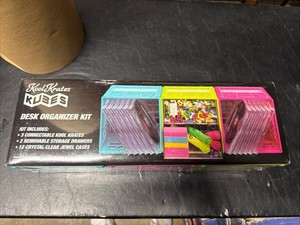 Kool Krates
KUBES
DESK ORGANIZER KIT
KIT INCLUDES:
• 3 CONNECTABLE KOOL KRATES
• 2 REMOVABLE STORAGE DRAWERS
• 12 CRYSTAL CLEAR JEWEL CASES